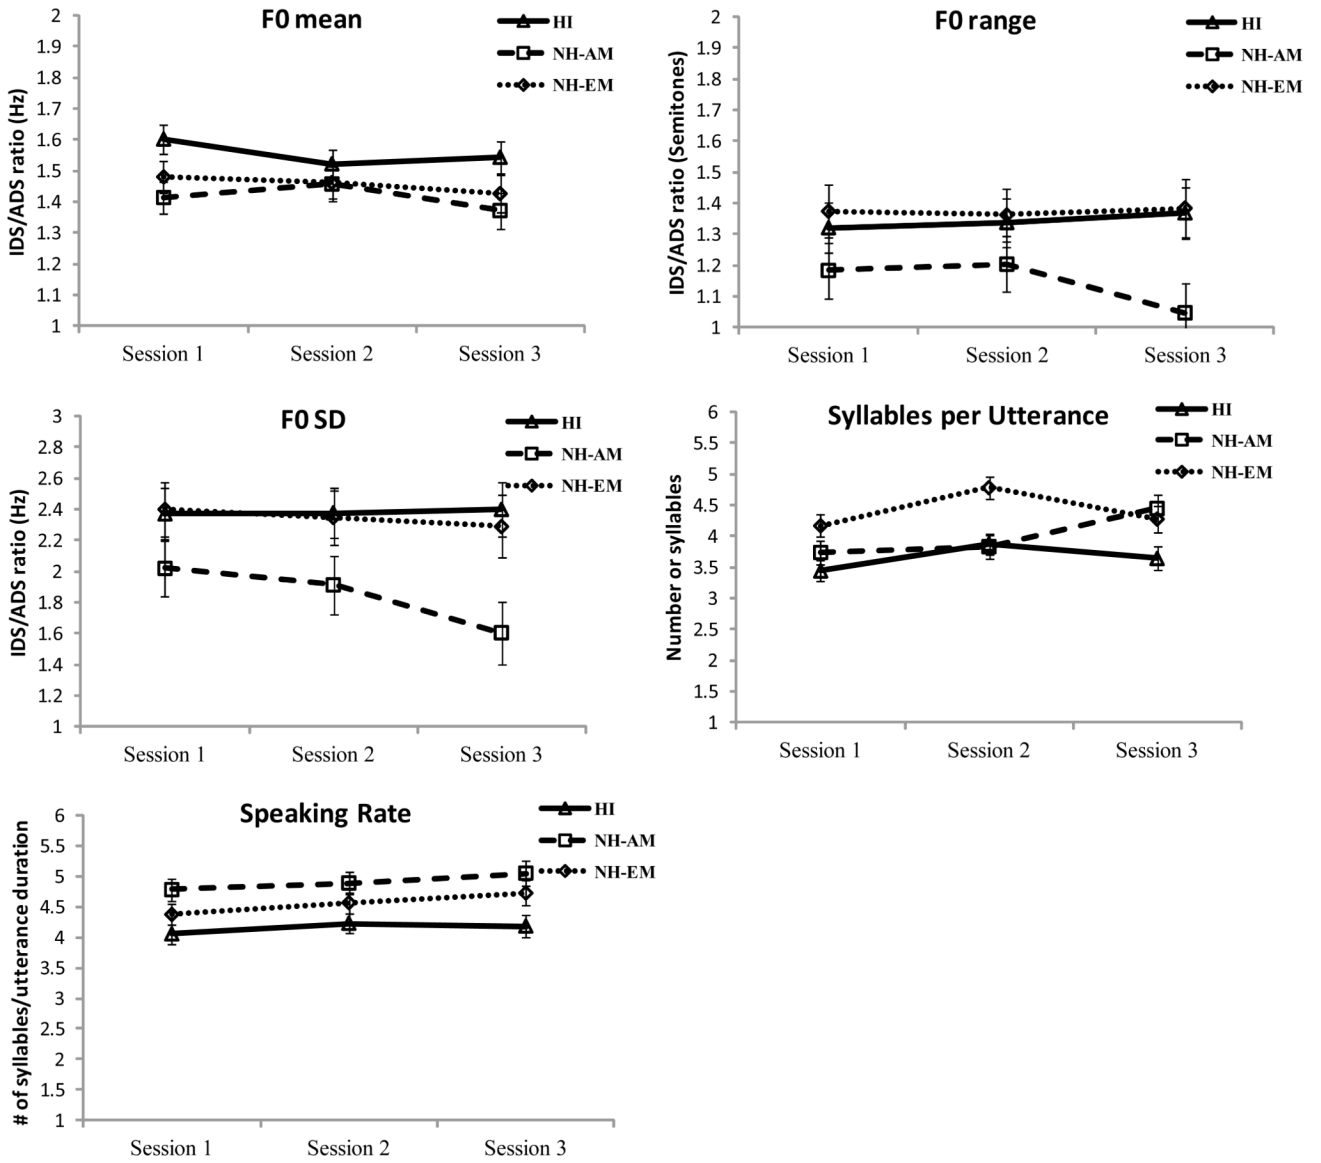 F0 mean
HI
NH-AM
NH-EM
IDS/ADS ratio (Hz)
2
1.9
1.8
1.7
1.6
1.5
1.4
1.3
1.2
1.1
1
Session 1 Session 2 Session 3
F0 range
HI
NH-AM
NH-EM
IDS/ADS ratio (Semitones)
2
1.9
1.8
1.7
1.6
1.5
1.4
1.3
1.2
1.1
1
Session 1 Session 2 Session 3
F0 SD
HI
NH-AM
NH-EM
IDS/ADS ratio (Hz)
3
2.8
2.6
2.4
2.2
2
1.8
1.6
1.4
1.2
1
Session 1 Session 2 Session 3
Syllables per Utterance
HI
NH-AM
NH-EM
Number or syllables
6
5.5
5
4.5
4
3.5
3
2.5
2
1.5
1
Session 1 Session 2 Session 3
Speaking Rate
HI
NH-AM
NH-EM
# of syllables/utterance duration
6
5.5
5
4.5
4
3.5
3
2.5
2
1.5
1
Session 1 Session 2 Session 3